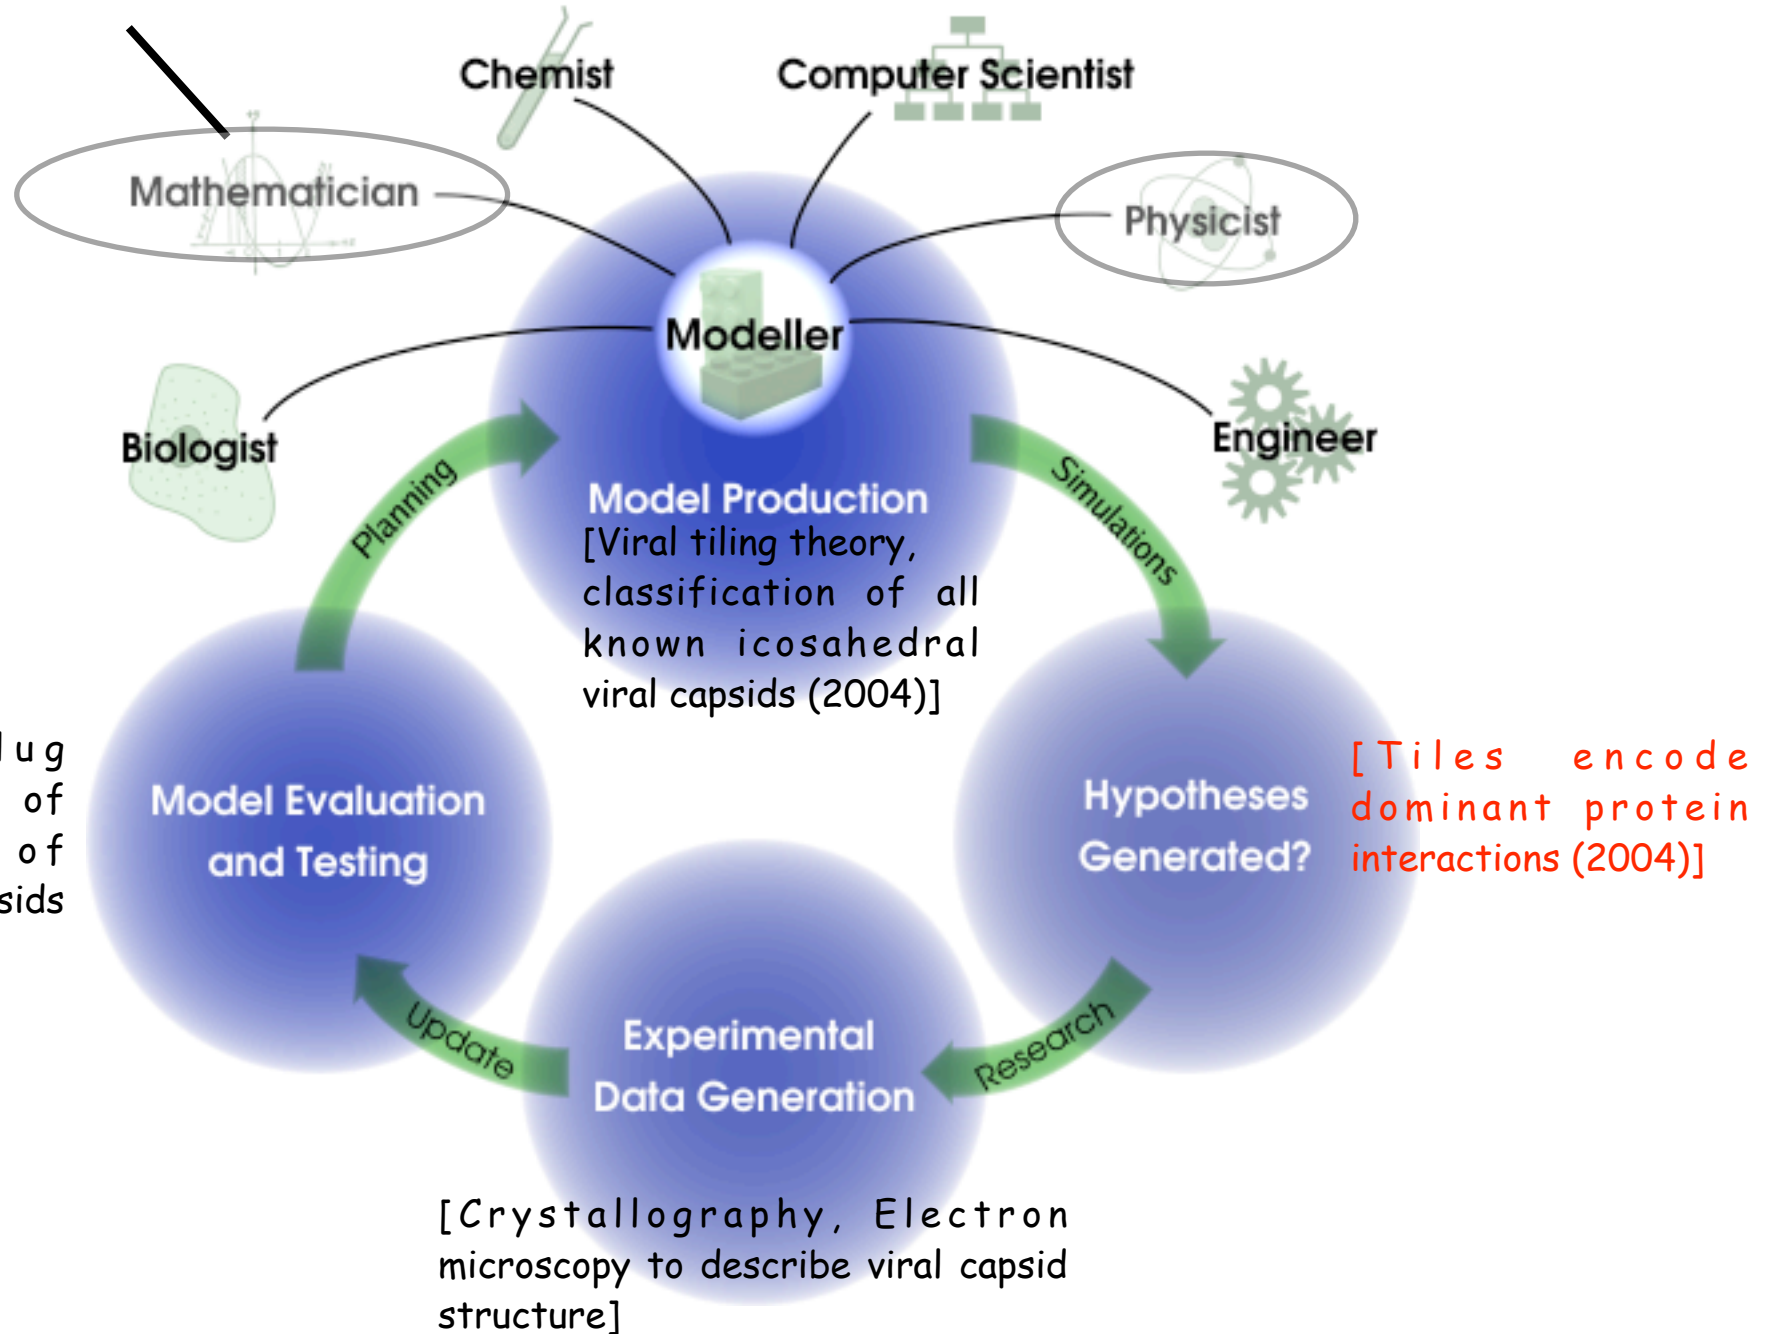 Chemist
Computer Scientist
Mathematician
Physicist
Modeller
Biologist
Engineer
Planning
Simulations
Model Production
[Viral tiling theory,
classification of all
known icosahedral
viral capsids (2004)]
Hypotheses
Generated?
[Tiles encode
dominant protein
interactions (2004)]
Model Evaluation
and Testing
of
of
Update
Research
Experimental
Data Generation
[Crystallography, Electron
microscopy to describe viral capsid
structure]